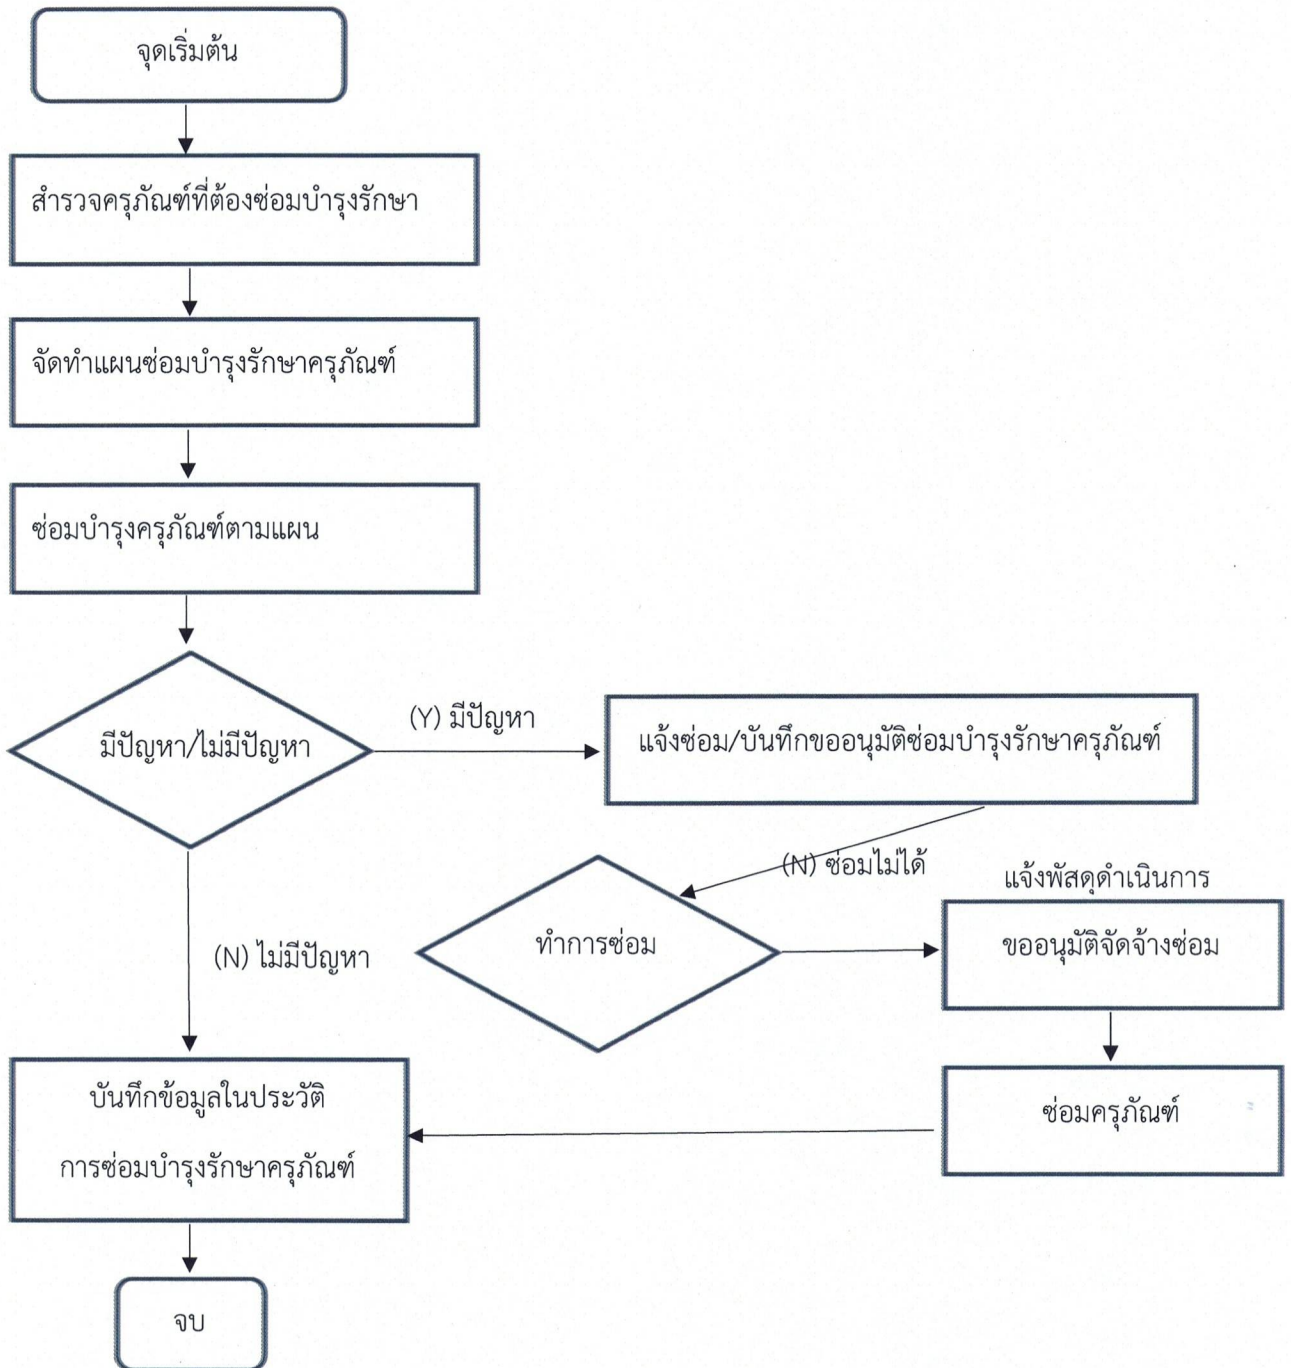 จุดเริ่มต้น
สำรวจครุภัณฑ์ที่ต้องซ่อมบำรุงรักษา
จัดทำแผนซ่อมบำรุงรักษาครุภัณฑ์
ซ่อมบำรุงครุภัณฑ์ตามแผน
มีปัญหา/ไม่มีปัญหา
(Y) มีปัญหา
แจ้งซ่อม/บันทึกขออนุมัติซ่อมบำรุงรักษาครุภัณฑ์
(N) ซ่อมไม่ได้
แจ้งพัสดุดำเนินการ
ทำการซ่อม
ขออนุมัติจัดจ้างซ่อม
(N) ไม่มีปัญหา
ซ่อมครุภัณฑ์
บันทึกข้อมูลในประวัติ
การซ่อมบำรุงรักษาครุภัณฑ์
จบ